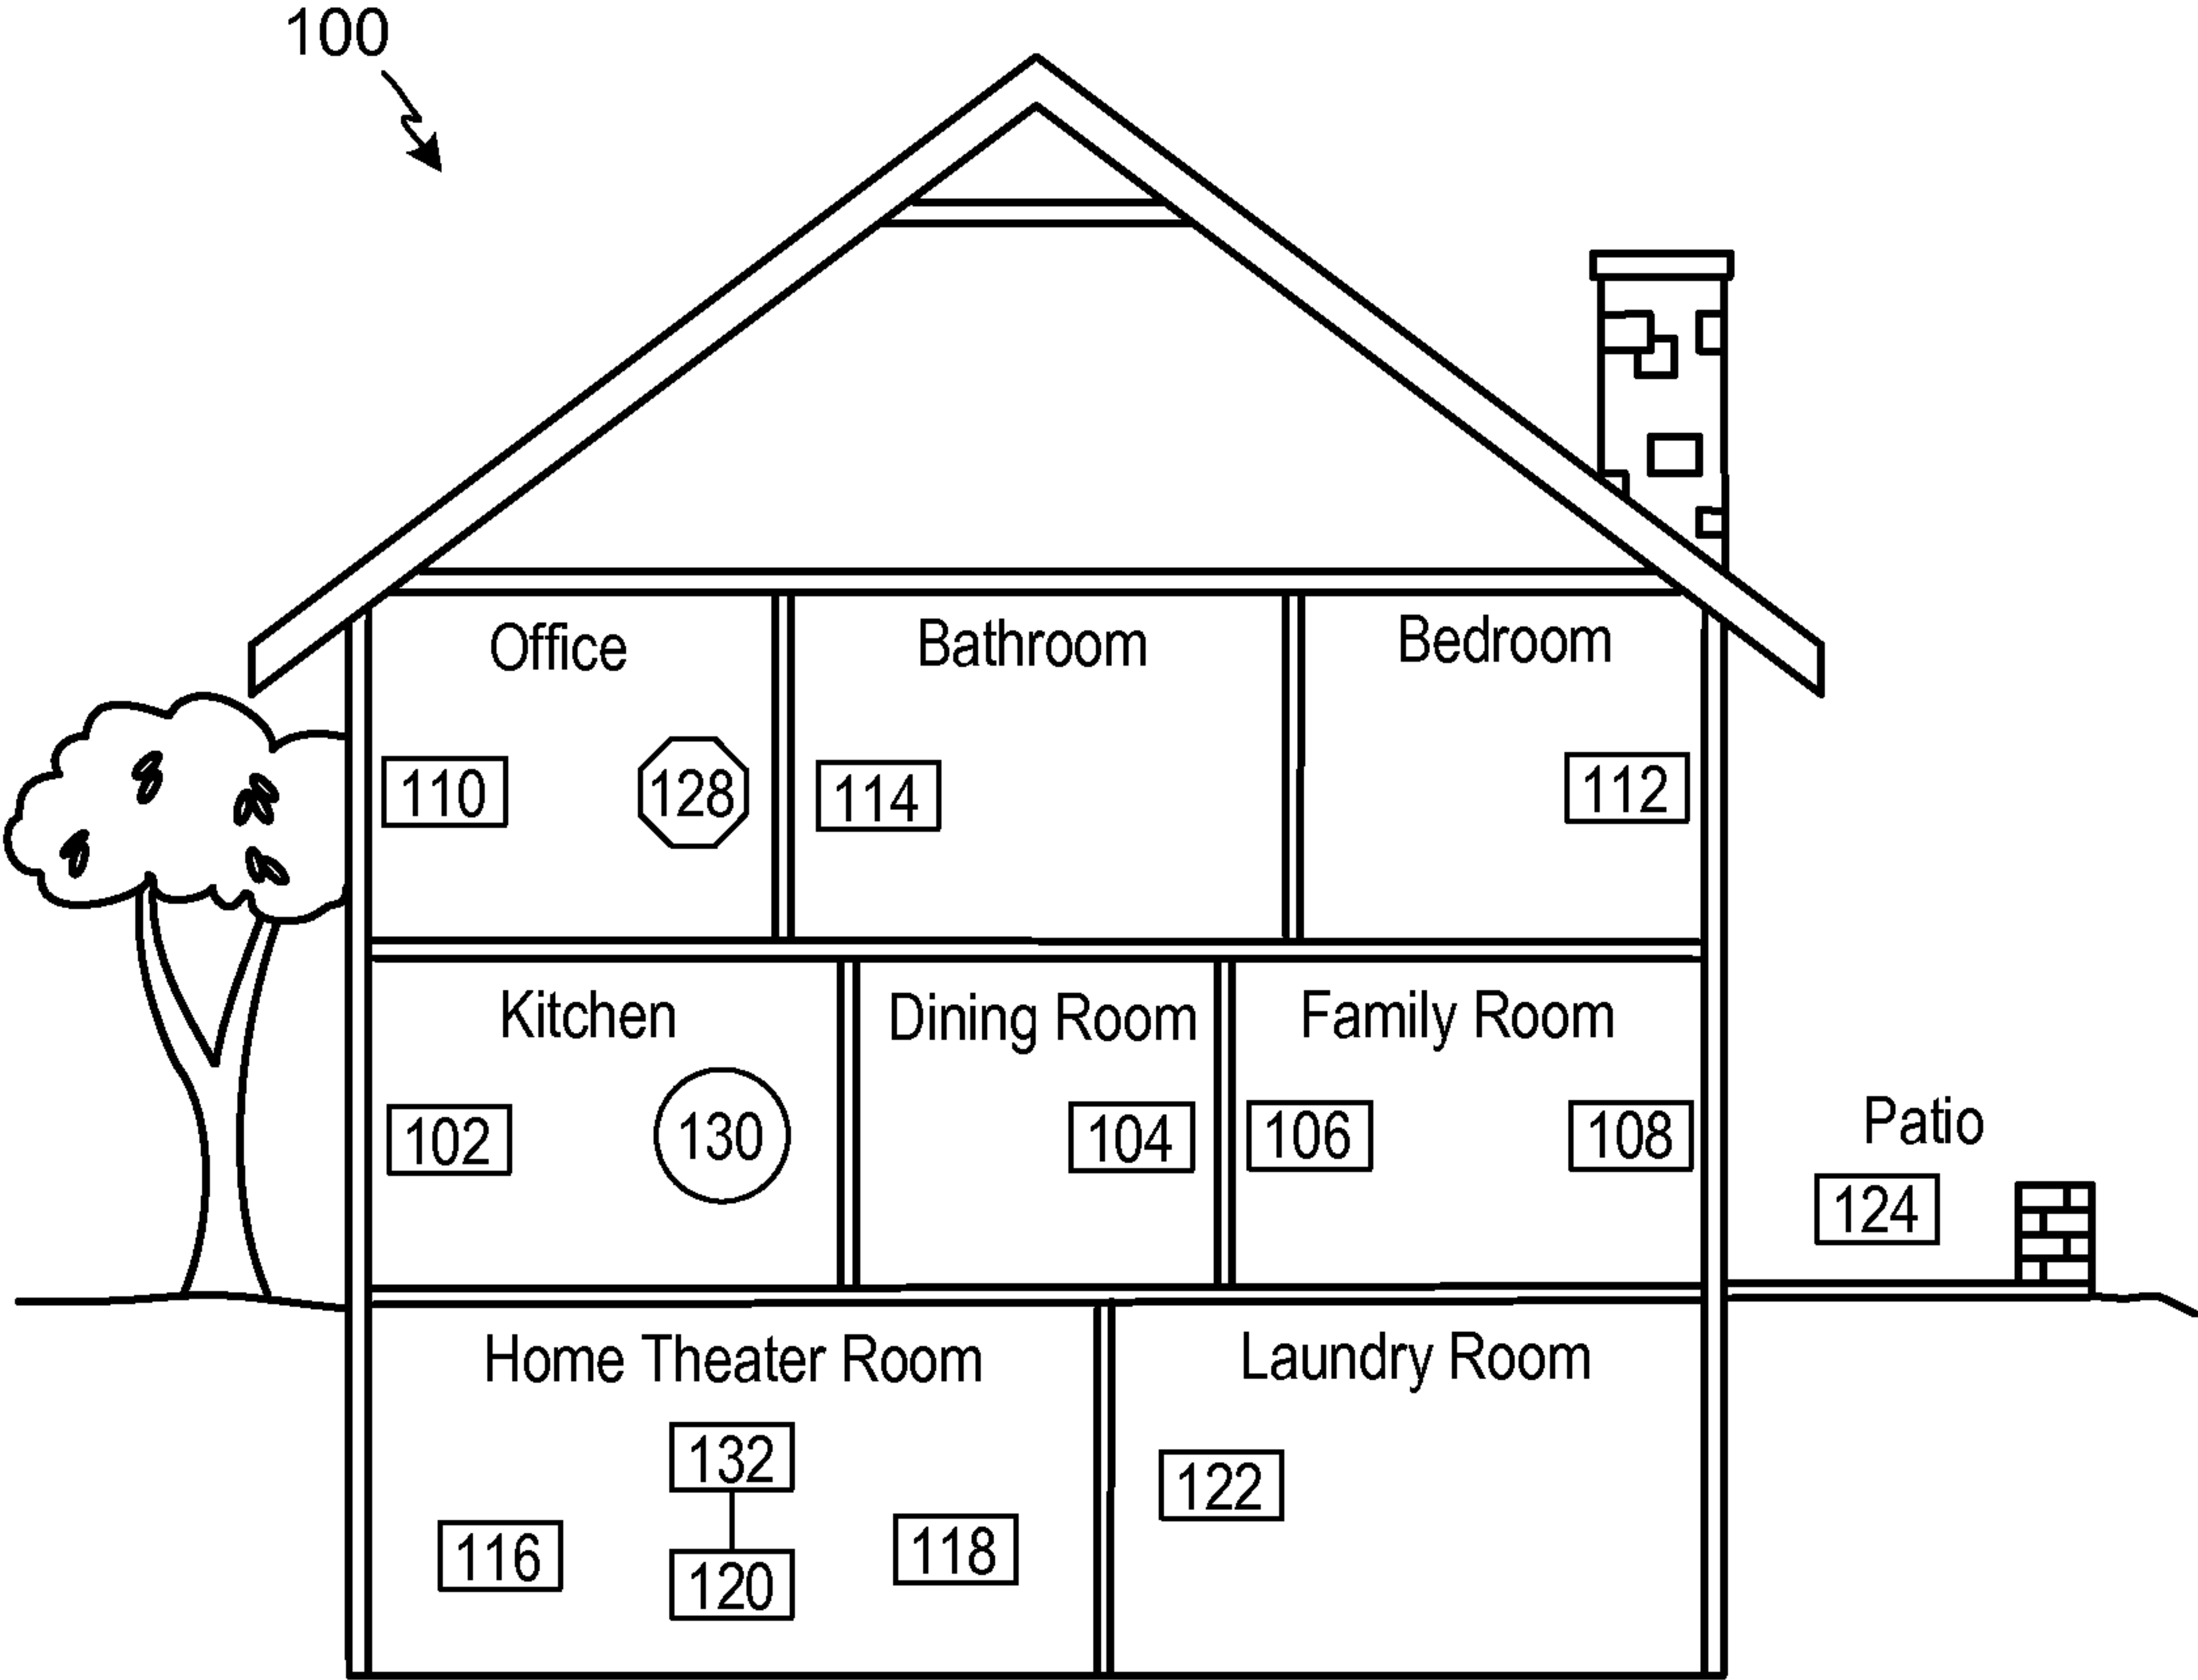 100
Office
Bathroom
Bedroom
110
128
114
112
Kitchen
Dining Room
Family Room
102
130
104
106
108
Patio
124
Home Theater Room
Laundry Room
132
122
116
118
120